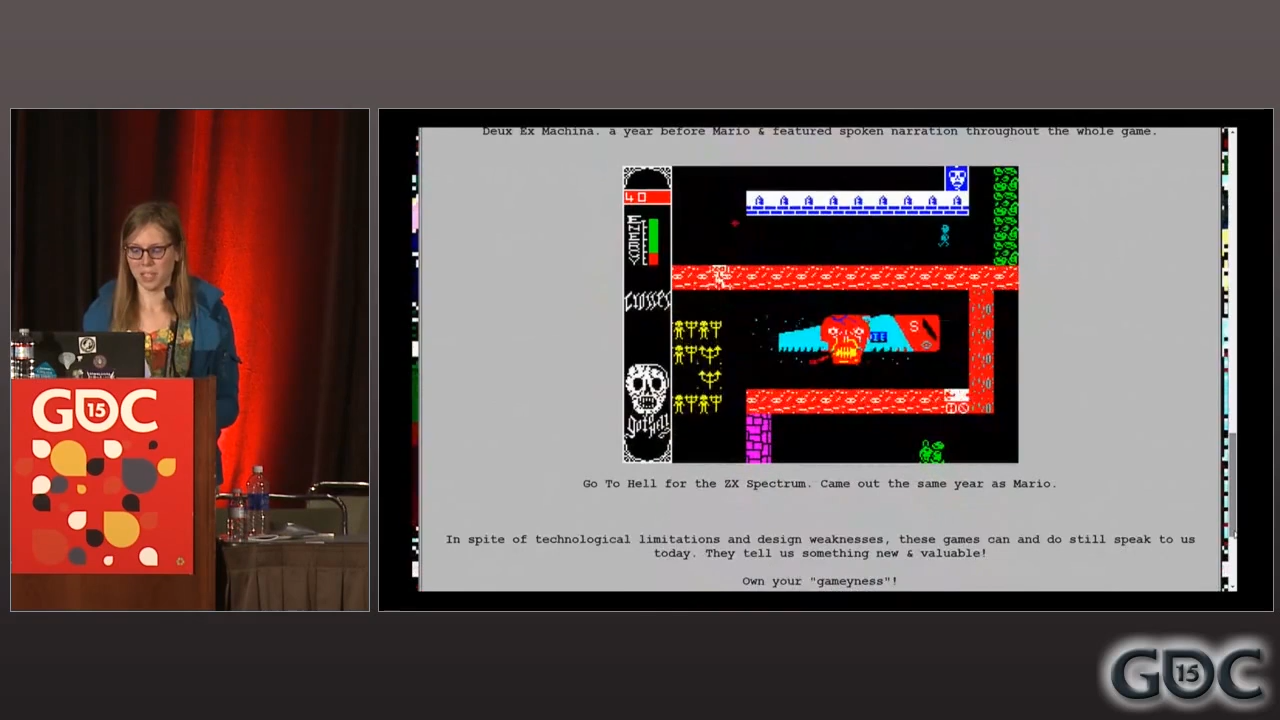 Deux Ex Machina. a year before Mario & featured spoken narration throughout the whole game.
40
ENERGY
GoToHell
Go To Hell for the ZX Spectrum. Came out the same year as Mario.
In spite of technological limitations and design weaknesses, these games can and do still speak to us
today. They tell us something new & valuable!
Own your "gameyness"!
GDC
15
GDC
15